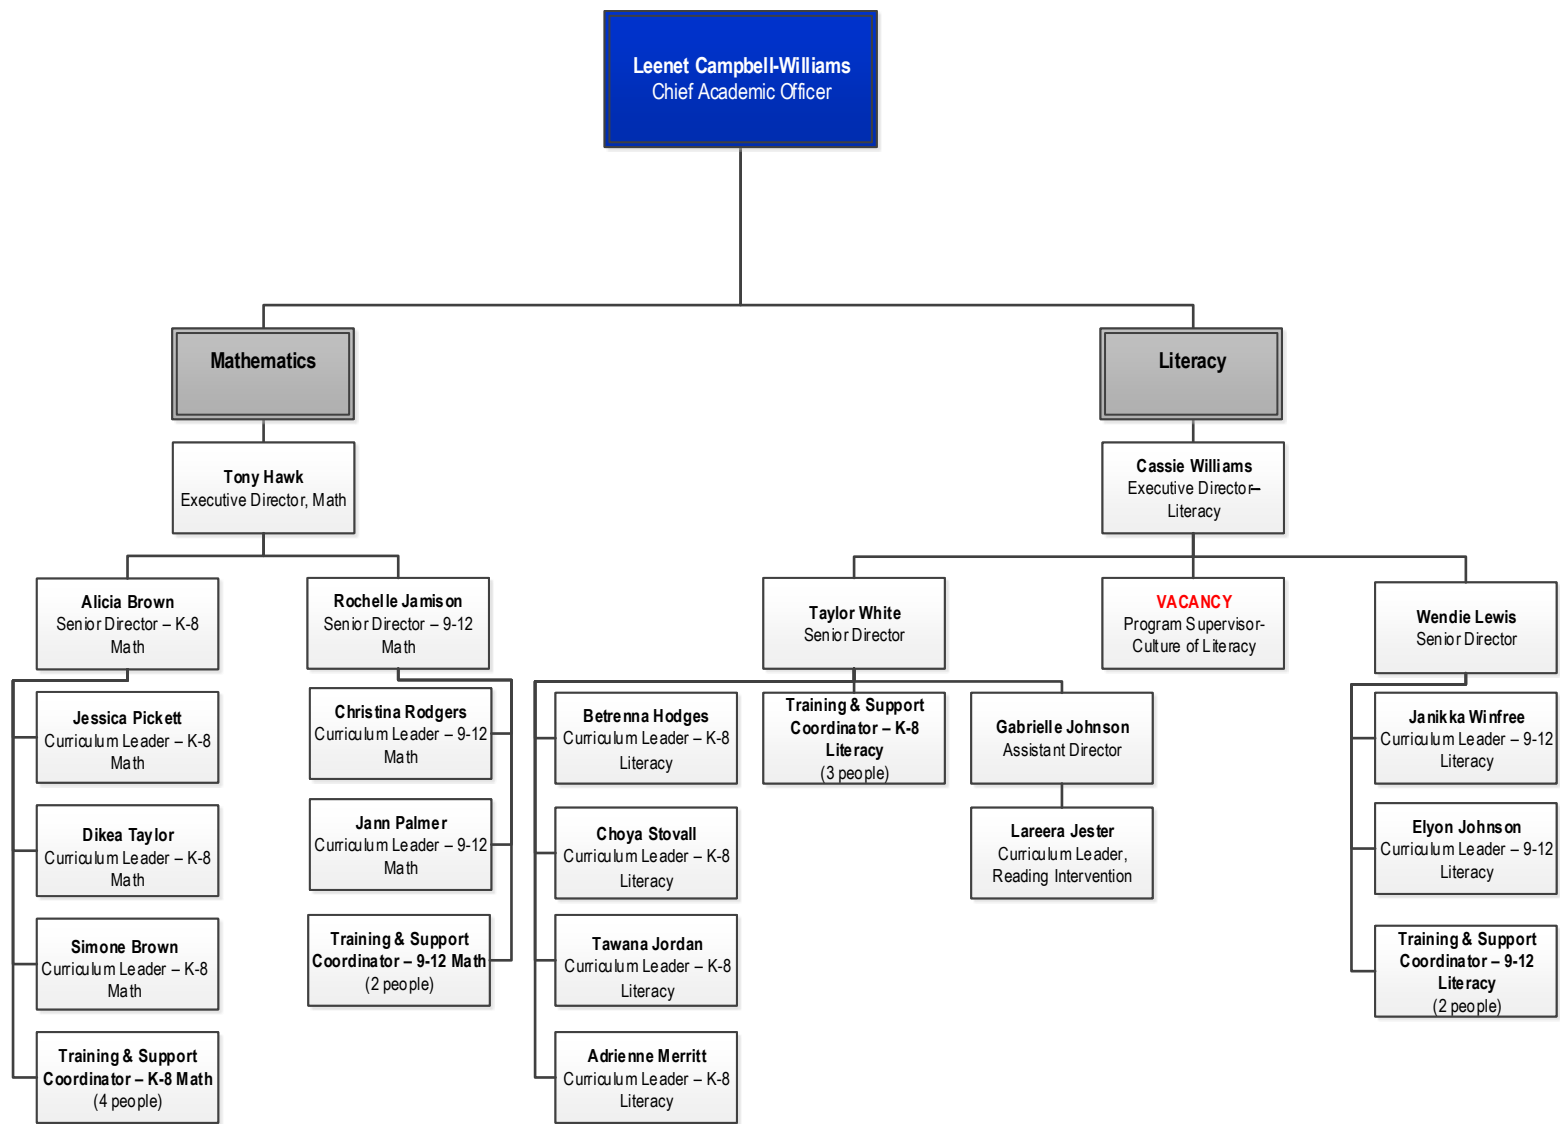 Leenet Campbell-Williams
Chief Academic Officer
Mathematics
Literacy
Tony Hawk
Executive Director, Math
Cassie Williams
Executive Director–
Literacy
Alicia Brown
Senior Director – K-8
Math
Rochelle Jamison
Senior Director – 9-12
Math
Taylor White
Senior Director
VACANCY
Program Supervisor-
Culture of Literacy
Wendie Lewis
Senior Director
Jessica Pickett
Curriculum Leader – K-8
Math
Dikea Taylor
Curriculum Leader – K-8
Math
Simone Brown
Curriculum Leader – K-8
Math
Training & Support
Coordinator – K-8 Math
(4 people)
Christina Rodgers
Curriculum Leader – 9-12
Math
Jann Palmer
Curriculum Leader – 9-12
Math
Training & Support
Coordinator – 9-12 Math
(2 people)
Betrenna Hodges
Curriculum Leader – K-8
Literacy
Choya Stovall
Curriculum Leader – K-8
Literacy
Tawana Jordan
Curriculum Leader – K-8
Literacy
Adrienne Merritt
Curriculum Leader – K-8
Literacy
Training & Support
Coordinator – K-8
Literacy
(3 people)
Gabrielle Johnson
Assistant Director
Lareera Jester
Curriculum Leader,
Reading Intervention
Janikka Winfree
Curriculum Leader – 9-12
Literacy
Elyon Johnson
Curriculum Leader – 9-12
Literacy
Training & Support
Coordinator – 9-12
Literacy
(2 people)